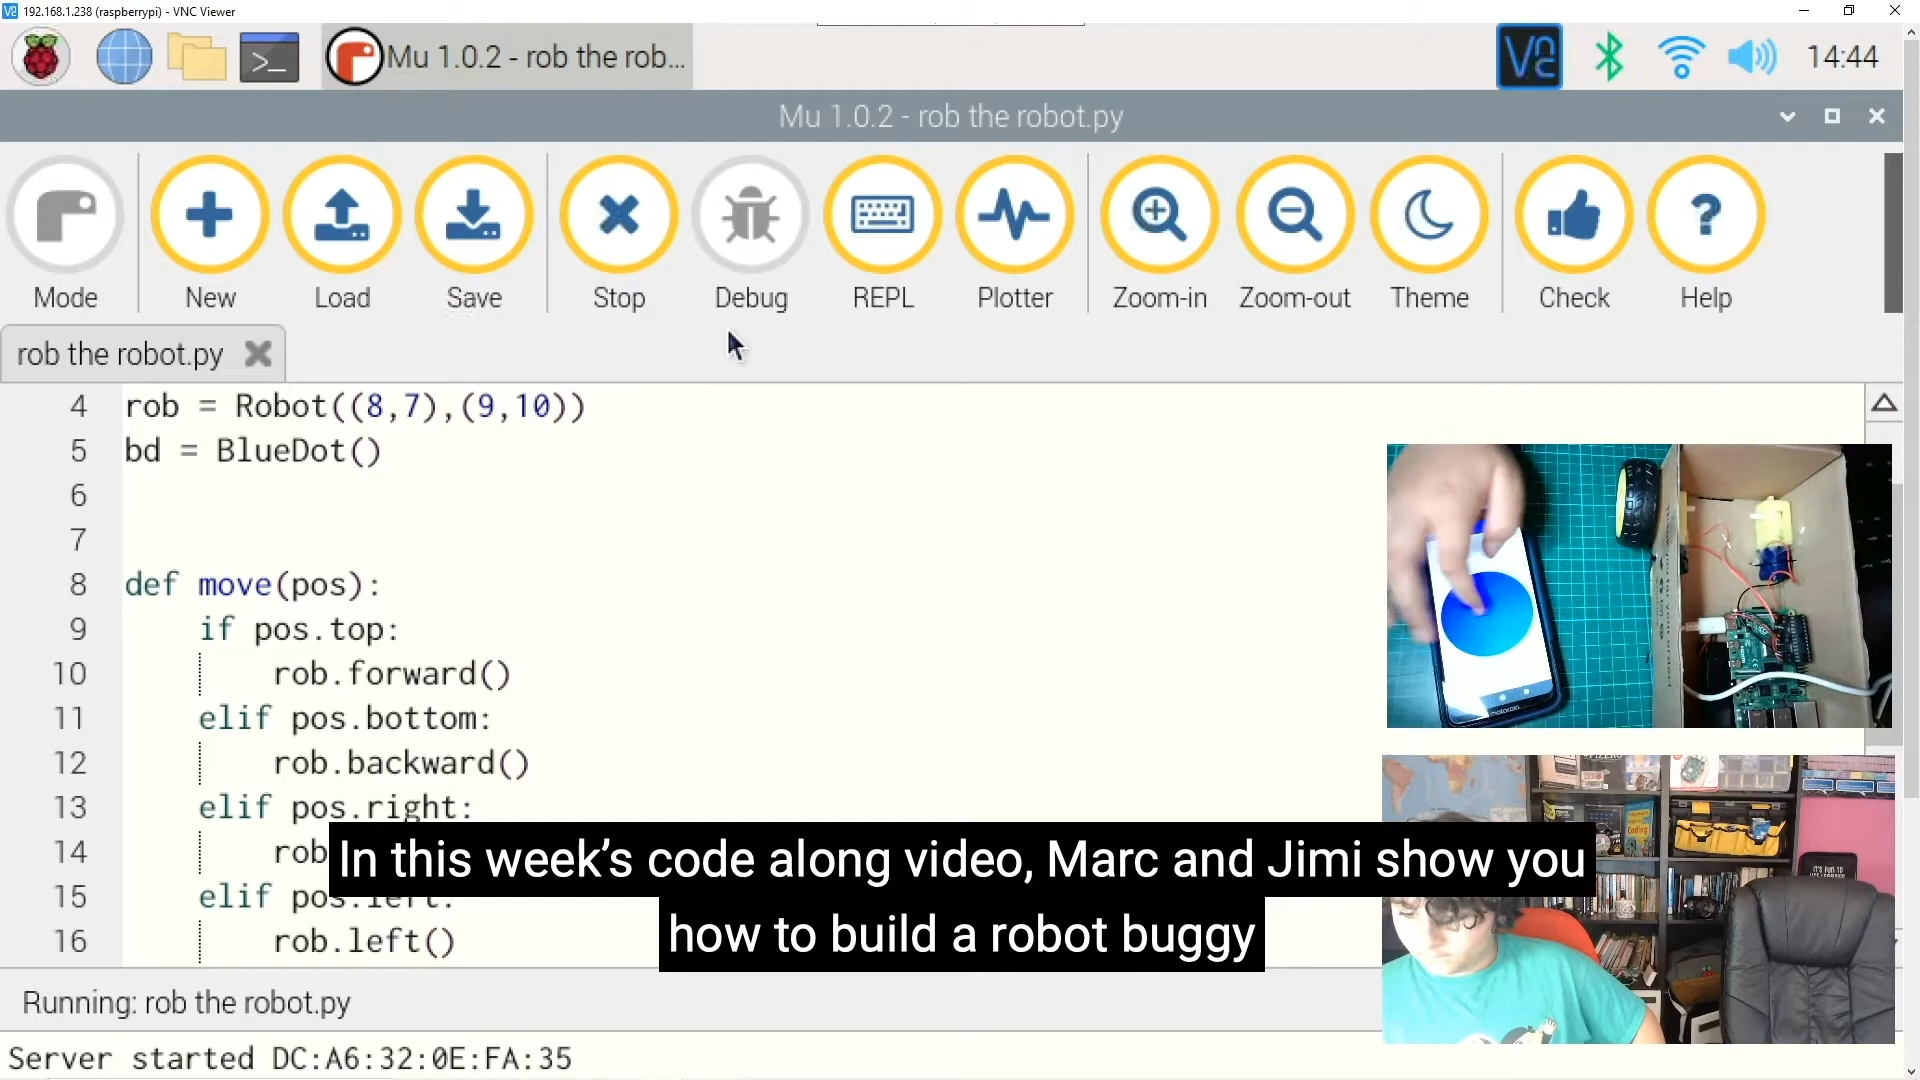 192.168.1.238 (raspberrypi) - VNC Viewer
Mu 1.0.2 - rob the rob...
14:44
Mu 1.0.2 - rob the robot.py
Mode
New
Load
Save
Stop
Debug
REPL
Plotter
Zoom-in
Zoom-out
Theme
Check
Help
rob the robot.py
4 rob = Robot((8,7),(9,10))
5 bd = BlueDot()
6
7
8 def move(pos):
9 if pos.top:
10 rob.forward()
11 elif pos.bottom:
12 rob.backward()
13 elif pos.right:
14 rob
15 elif pos.left:
16 rob.left()
In this week’s code along video, Marc and Jimi show you
how to build a robot buggy
Running: rob the robot.py
Server started DC:A6:32:0E:FA:35
motorola
Coding